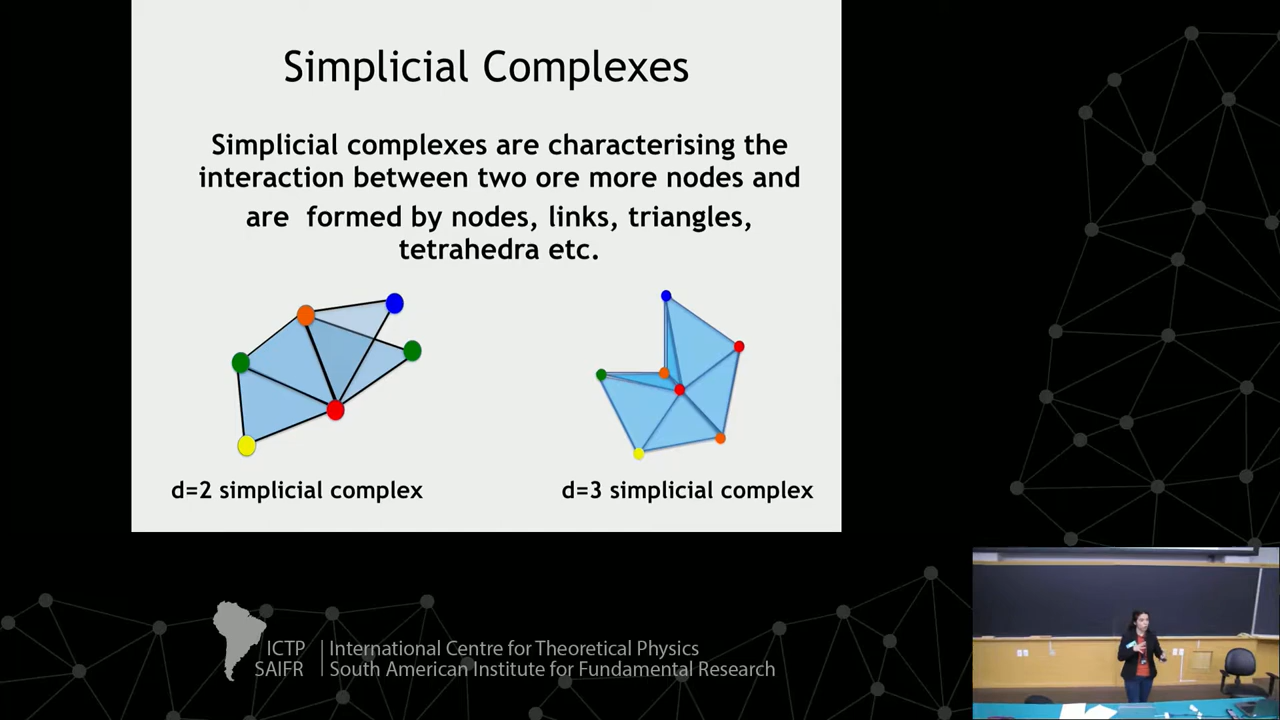 Simplicial Complexes
Simplicial complexes are characterising the
interaction between two ore more nodes and
are formed by nodes, links, triangles,
tetrahedra etc.
d=2 simplicial complex
d=3 simplicial complex
ICTP
SAIFR
International Centre for Theoretical Physics
South American Institute for Fundamental Research